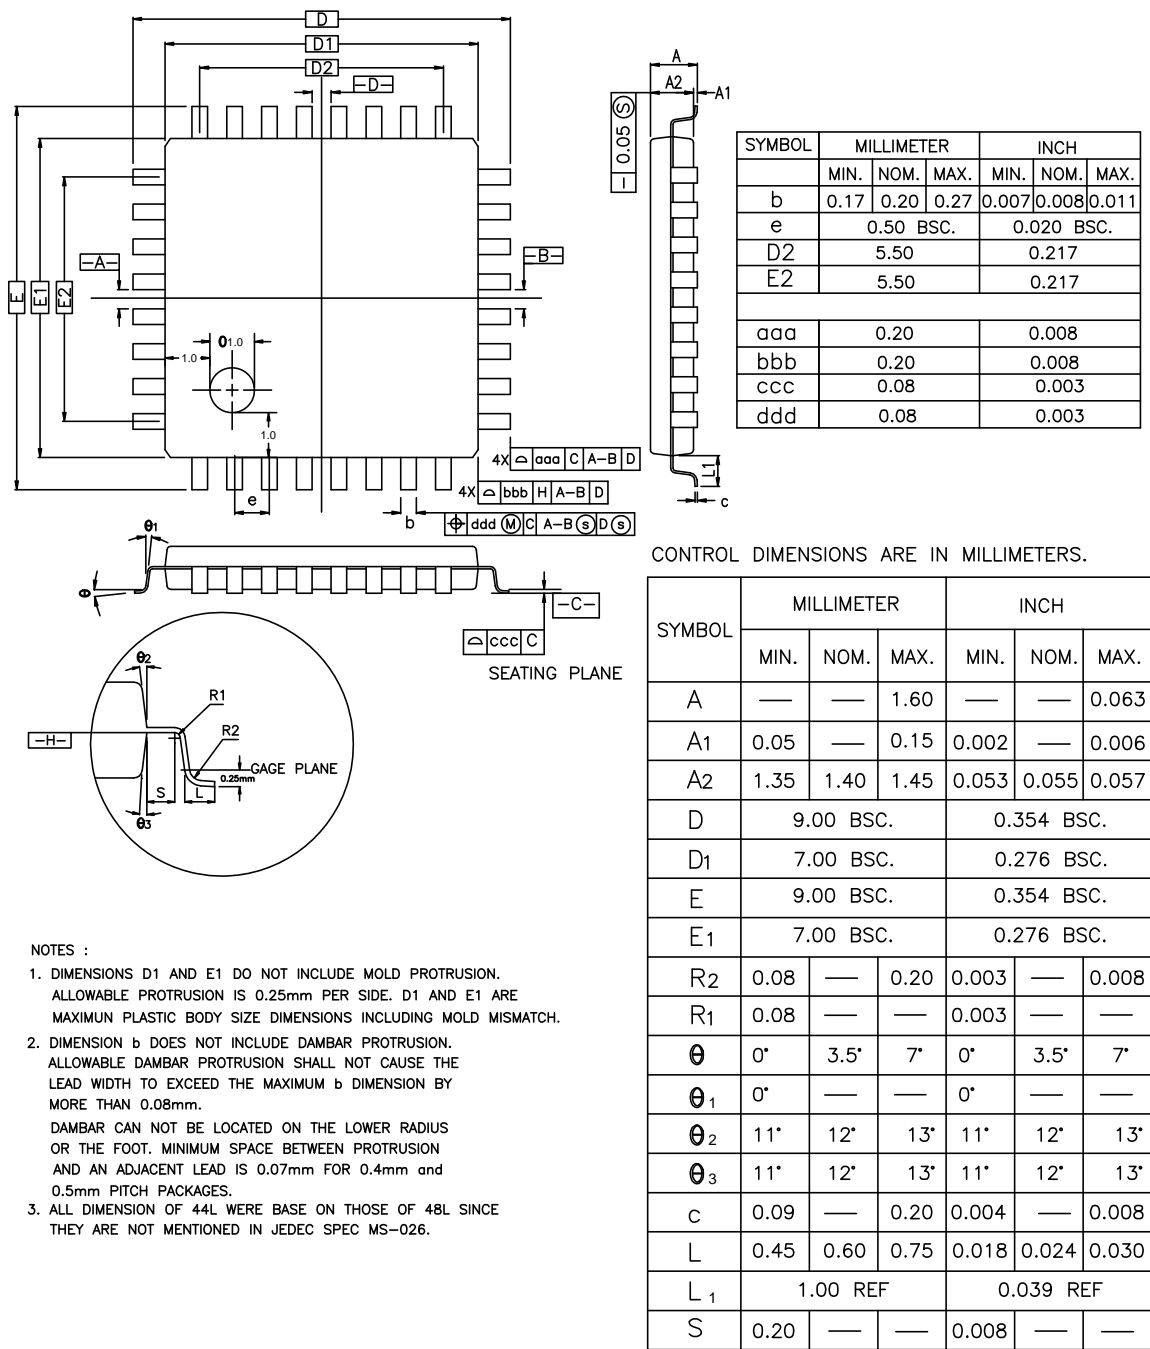 D
D1
D2
-D-
A
A2
A1
0.05 S
-A-
-B-
E
E1
E2
θ1.0
1.0
1.0
4X aaa C A-B D
4X bbb H A-B D
ddd M C A-B S D S
e
b
L1
c
SYMBOL MILLIMETER INCH
MIN. NOM. MAX. MIN. NOM. MAX.
b 0.17 0.20 0.27 0.007 0.008 0.011
e 0.50 BSC. 0.020 BSC.
D2 5.50 0.217
E2 5.50 0.217
aaa 0.20 0.008
bbb 0.20 0.008
ccc 0.08 0.003
ddd 0.08 0.003
θ1
θ
-C-
ccc C
SEATING PLANE
θ2
R1
R2
-H-
GAGE PLANE
0.25mm
S
L
θ3
CONTROL DIMENSIONS ARE IN MILLIMETERS.
SYMBOL MILLIMETER INCH
MIN. NOM. MAX. MIN. NOM. MAX.
A — — 1.60 — — 0.063
A1 0.05 — 0.15 0.002 — 0.006
A2 1.35 1.40 1.45 0.053 0.055 0.057
D 9.00 BSC. 0.354 BSC.
D1 7.00 BSC. 0.276 BSC.
E 9.00 BSC. 0.354 BSC.
E1 7.00 BSC. 0.276 BSC.
R2 0.08 — 0.20 0.003 — 0.008
R1 0.08 — — 0.003 — —
θ 0° 3.5° 7° 0° 3.5° 7°
θ1 0° — — 0° — —
θ2 11° 12° 13° 11° 12° 13°
θ3 11° 12° 13° 11° 12° 13°
c 0.09 — 0.20 0.004 — 0.008
L 0.45 0.60 0.75 0.018 0.024 0.030
L1 1.00 REF 0.039 REF
S 0.20 — — 0.008 — —
NOTES :
1. DIMENSIONS D1 AND E1 DO NOT INCLUDE MOLD PROTRUSION.
ALLOWABLE PROTRUSION IS 0.25mm PER SIDE. D1 AND E1 ARE
MAXIMUN PLASTIC BODY SIZE DIMENSIONS INCLUDING MOLD MISMATCH.
2. DIMENSION b DOES NOT INCLUDE DAMBAR PROTRUSION.
ALLOWABLE DAMBAR PROTRUSION SHALL NOT CAUSE THE
LEAD WIDTH TO EXCEED THE MAXIMUM b DIMENSION BY
MORE THAN 0.08mm.
DAMBAR CAN NOT BE LOCATED ON THE LOWER RADIUS
OR THE FOOT. MINIMUM SPACE BETWEEN PROTRUSION
AND AN ADJACENT LEAD IS 0.07mm FOR 0.4mm and
0.5mm PITCH PACKAGES.
3. ALL DIMENSION OF 44L WERE BASE ON THOSE OF 48L SINCE
THEY ARE NOT MENTIONED IN JEDEC SPEC MS-026.